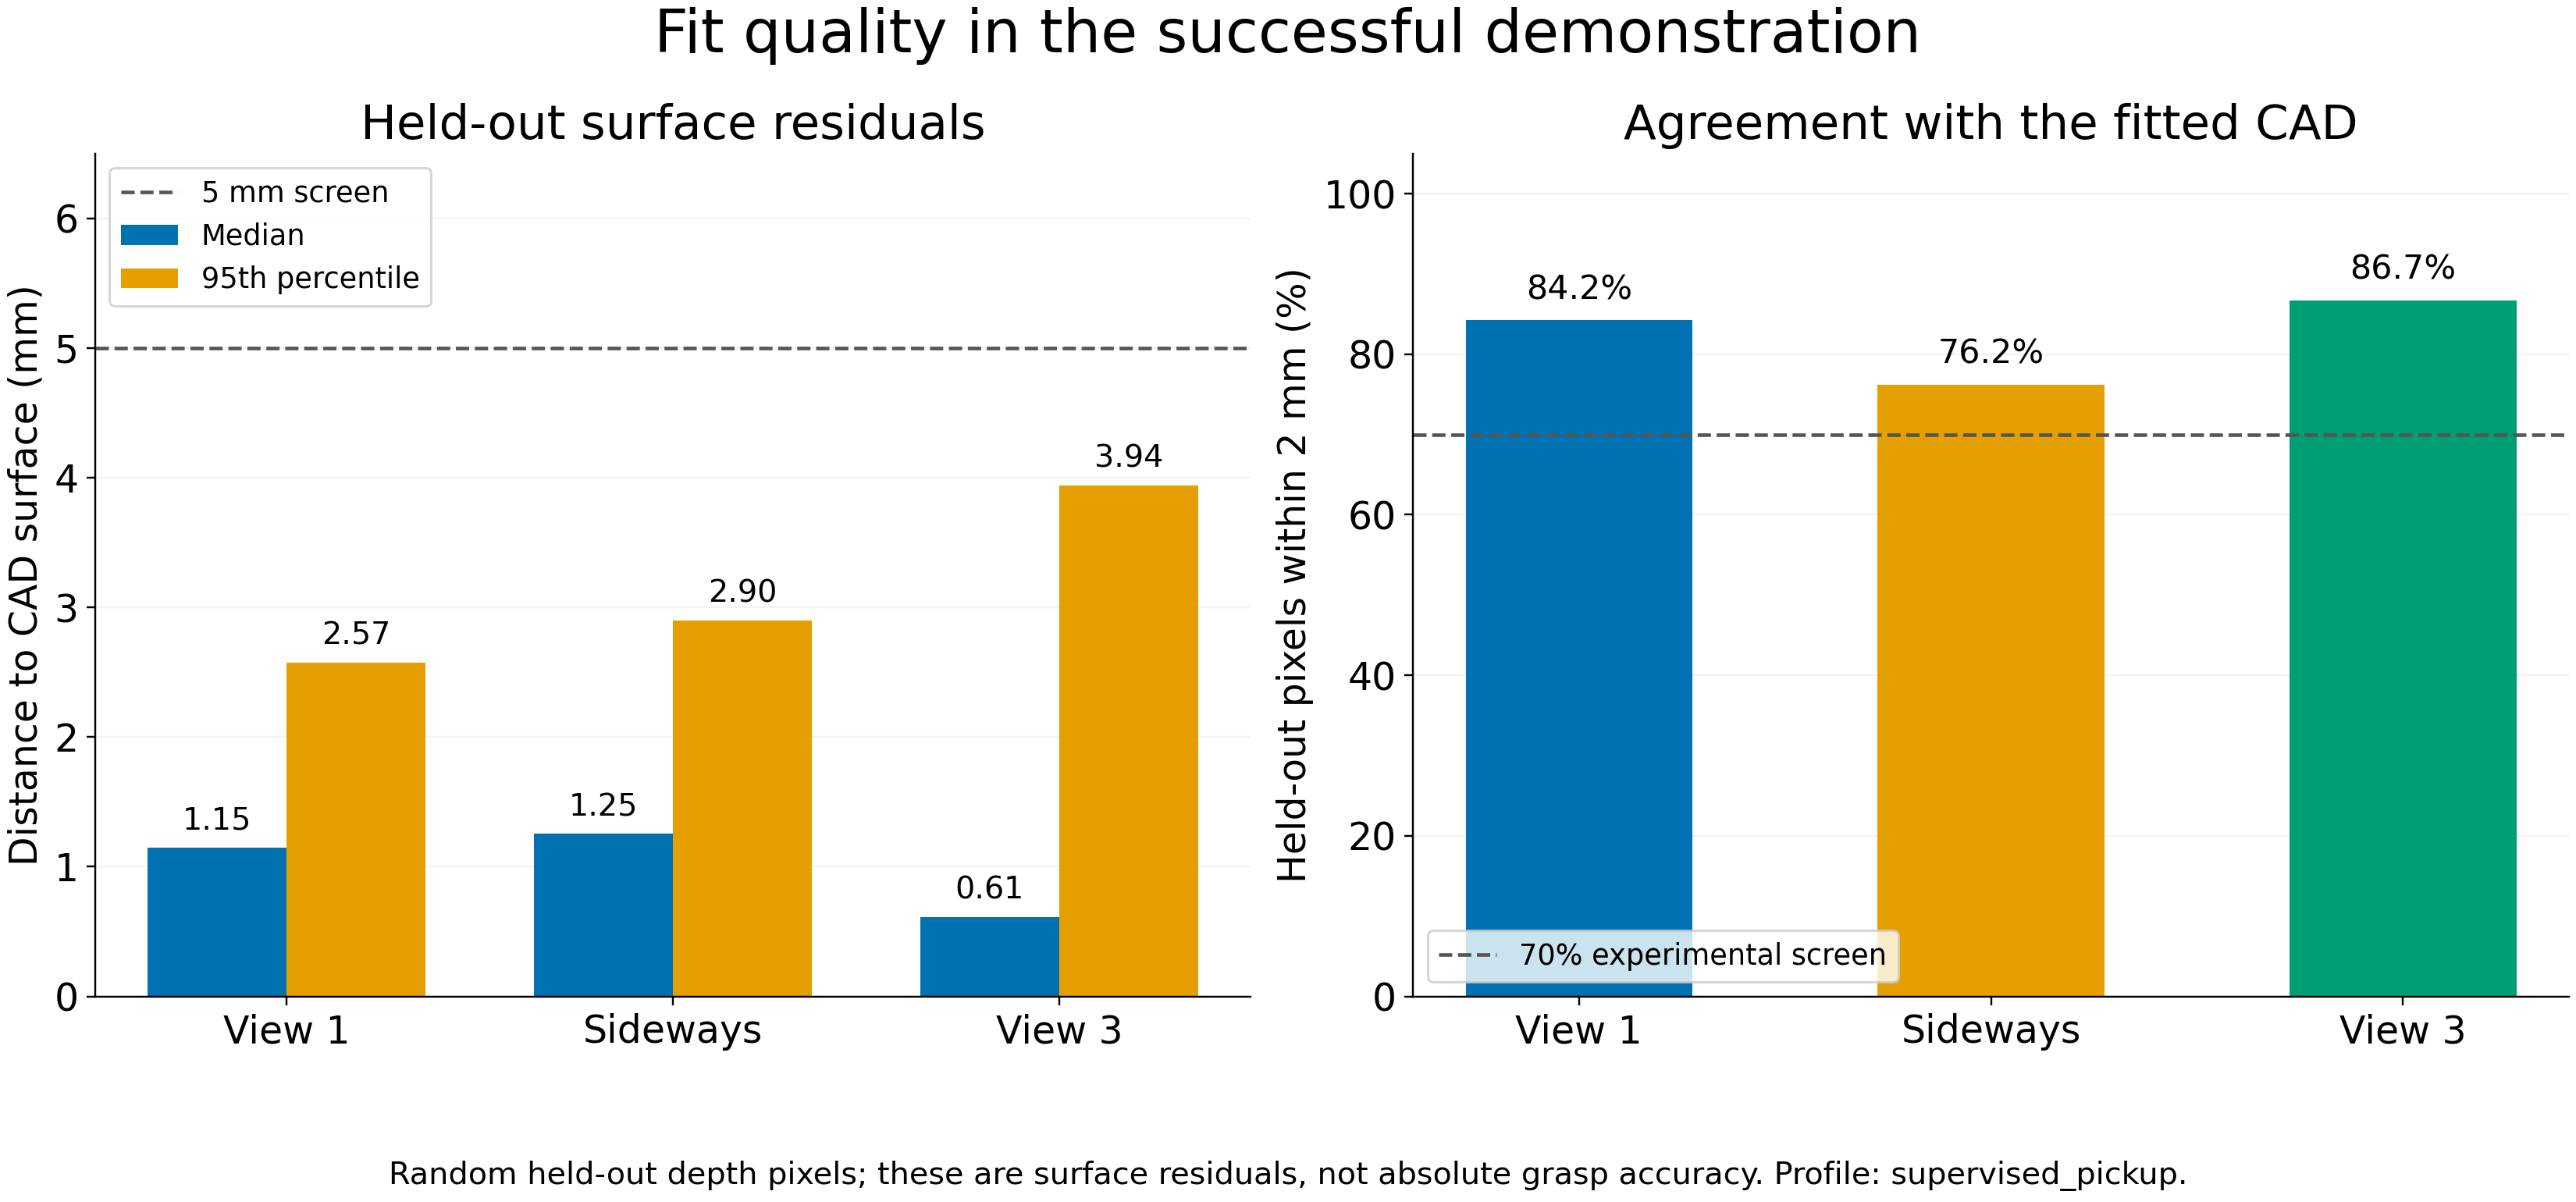 Fit quality in the successful demonstration
Held-out surface residuals
Distance to CAD surface (mm)
6
5
4
3
2
1
0
5 mm screen
Median
95th percentile
1.15
2.57
1.25
2.90
0.61
3.94
View 1
Sideways
View 3
Agreement with the fitted CAD
Held-out pixels within 2 mm (%)
100
80
60
40
20
0
84.2%
76.2%
86.7%
70% experimental screen
View 1
Sideways
View 3
Random held-out depth pixels; these are surface residuals, not absolute grasp accuracy. Profile: supervised_pickup.